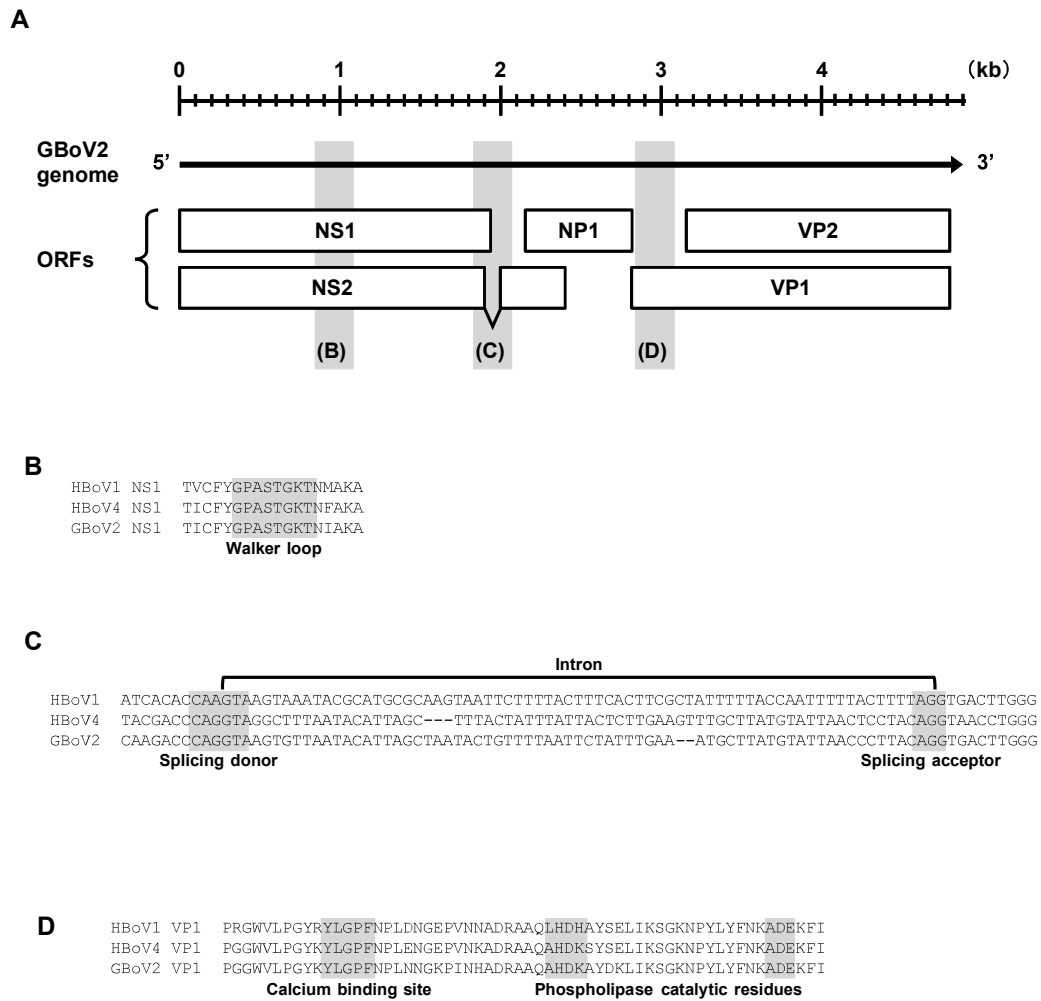 A
0 1 2 3 4 (kb)
GBoV2 genome 5’ 3’
ORFs
NS1 NP1 VP2
NS2 VP1
(B) (C) (D)
B
HBoV1 NS1 TVCFYGPASTGKTNMAKA
HBoV4 NS1 TICFYGPASTGKTNFAKA
GBoV2 NS1 TICFYGPASTGKTNIAKA
Walker loop
C
Intron
HBoV1 ATCACACCAAGTAAGTAAATACGCATGCGCAAGTAATTCTTTTACTTTCACTTCGCTATTTTTACCAATTTTTACTTTTAGGTGACTTGGG
HBoV4 TACGACCCAGGTAGGCTTTAATACATTAGC---TTTACTATTTATTACTCTTGAAGTTTGCTTATGTATTAACTCCTACAGGTAACCTGGG
GBoV2 CAAGACCCAGGTAAGTGTTAATACATTAGCTAATACTGTTTTAATTCTATTTGAA--ATGCTTATGTATTAACCCTTACAGGTGACTTGGG
Splicing donor Splicing acceptor
D
HBoV1 VP1 PRGWVLPGYRYLGPFNPLDNGEPVNNADRAAQLHDHAYSELIKSGKNPYLYFNKADEKFI
HBoV4 VP1 PGGWVLPGYKYLGPFNPLENGEPVNKADRAAQAHDKSYSELIKSGKNPYLYFNKADEKFI
GBoV2 VP1 PGGWVLPGYKYLGPFNPLNNGKPINHADRAAQAHDKAYDKLIKSGKNPYLYFNKADEKFI
Calcium binding site Phospholipase catalytic residues